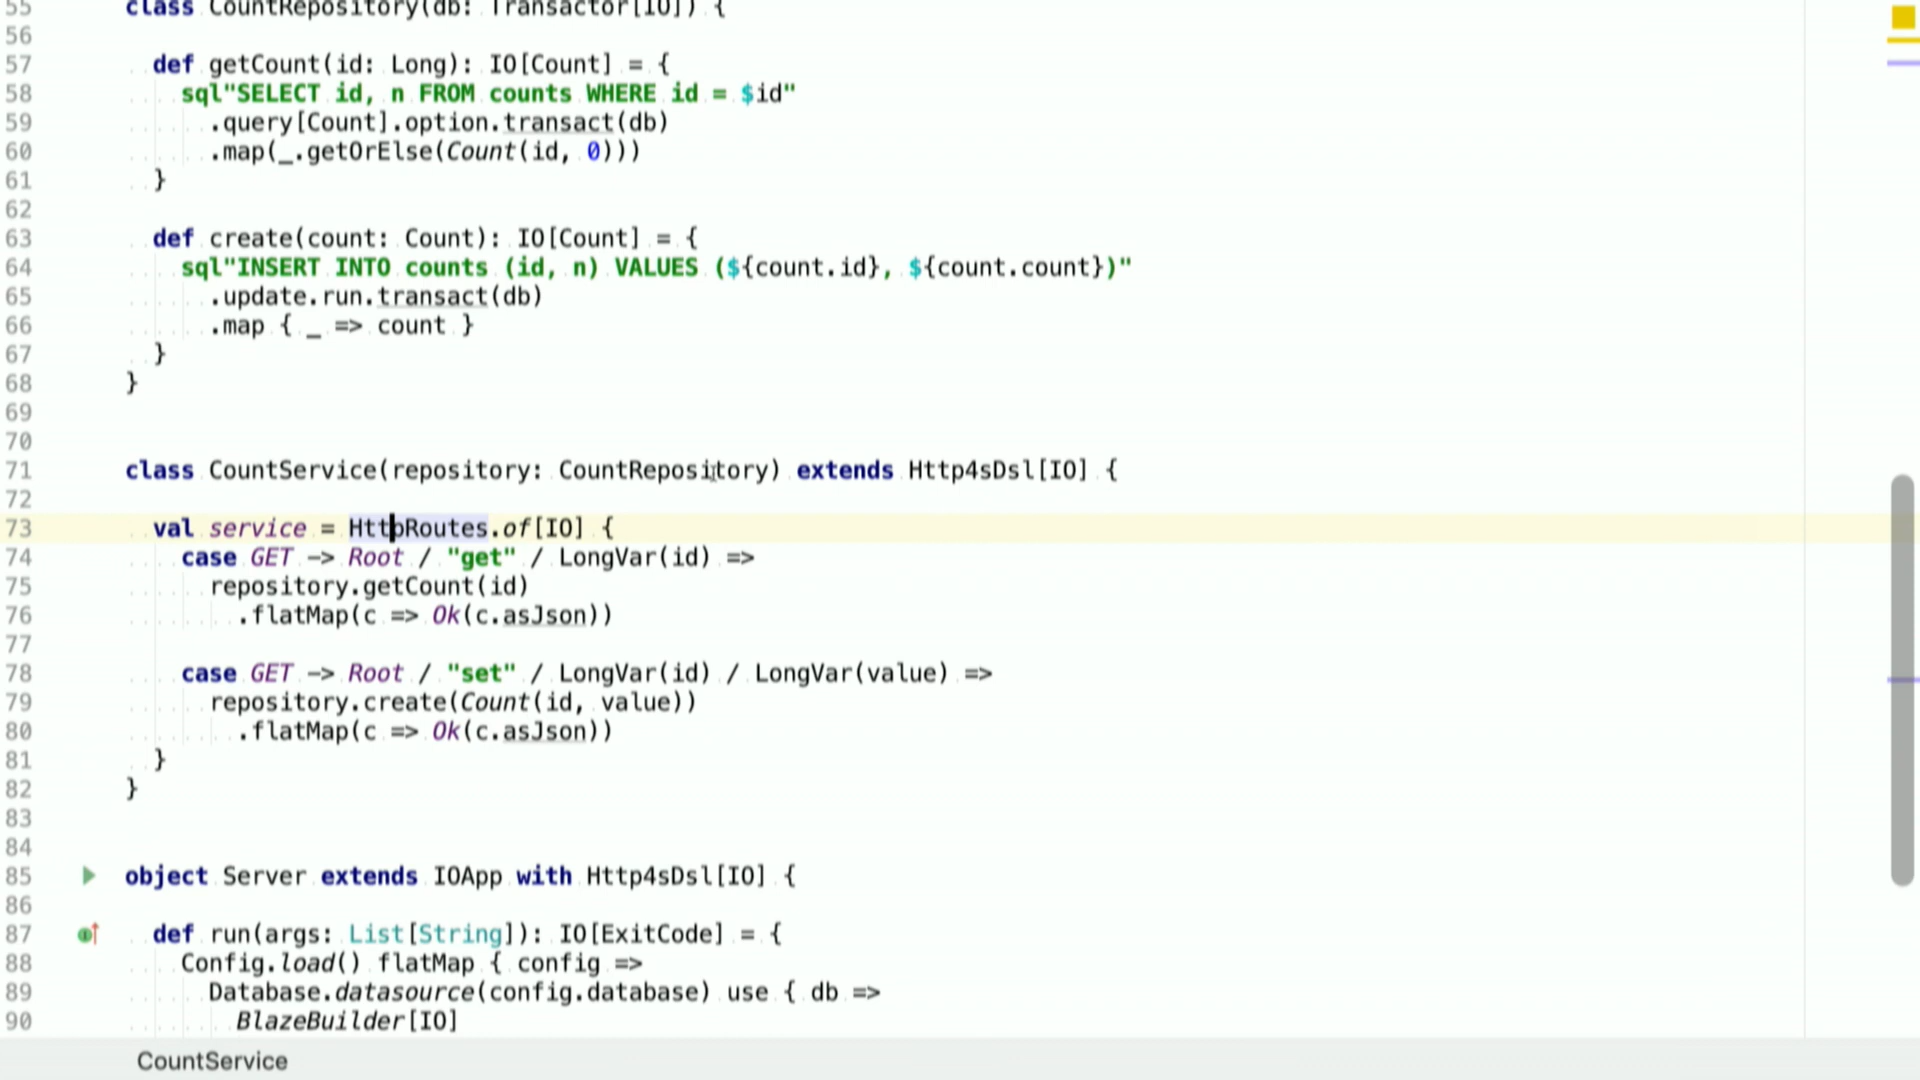 55 class CountRepository(db: Transactor[IO]) {
56
57 def getCount(id: Long): IO[Count] = {
58 sql"SELECT id, n FROM counts WHERE id = $id"
59 .query[Count].option.transact(db)
60 .map(_.getOrElse(Count(id, 0)))
61 }
62
63 def create(count: Count): IO[Count] = {
64 sql"INSERT INTO counts (id, n) VALUES (${count.id}, ${count.count})"
65 .update.run.transact(db)
66 .map { _ => count }
67 }
68 }
69
70
71 class CountService(repository: CountRepository) extends Http4sDsl[IO] {
72
73 val service = HttpRoutes.of[IO] {
74 case GET -> Root / "get" / LongVar(id) =>
75 repository.getCount(id)
76 .flatMap(c => Ok(c.asJson))
77
78 case GET -> Root / "set" / LongVar(id) / LongVar(value) =>
79 repository.create(Count(id, value))
80 .flatMap(c => Ok(c.asJson))
81 }
82 }
83
84
85 object Server extends IOApp with Http4sDsl[IO] {
86
87 def run(args: List[String]): IO[ExitCode] = {
88 Config.load() flatMap { config =>
89 Database.datasource(config.database) use { db =>
90 BlazeBuilder[IO]
CountService